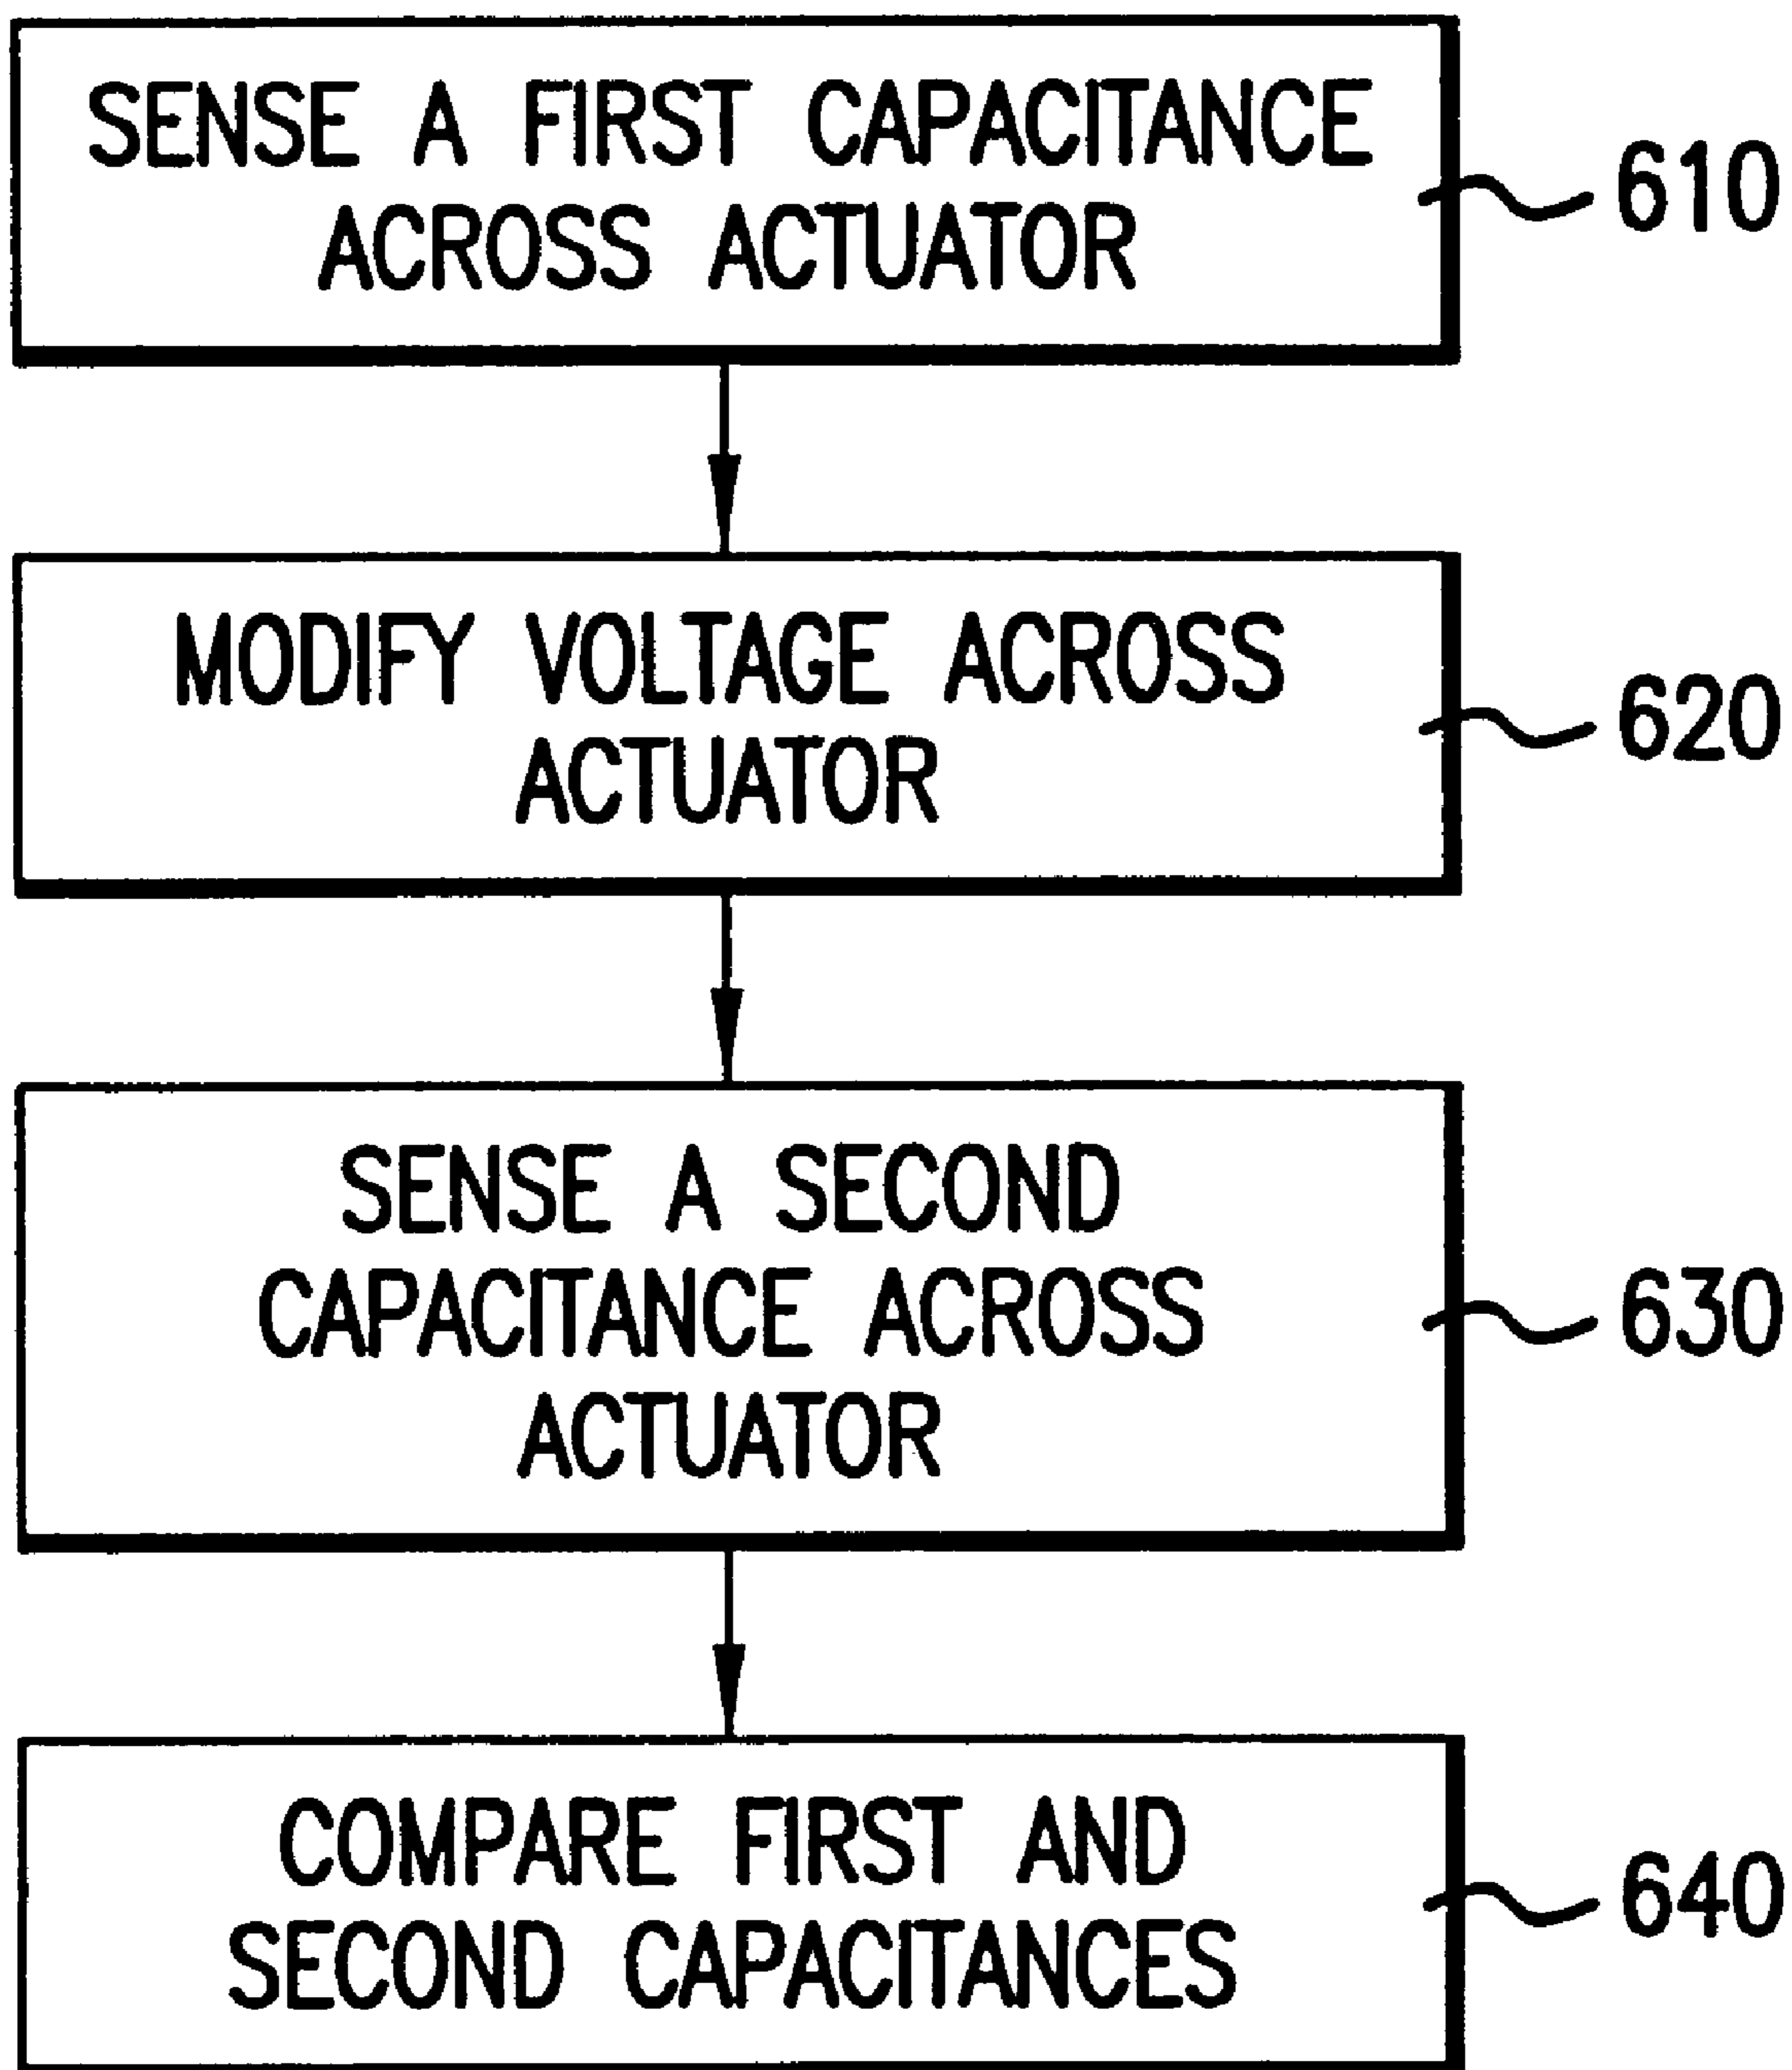 SENSE A FIRST CAPACITANCE
ACROSS ACTUATOR
610
MODIFY VOLTAGE ACROSS
ACTUATOR
620
SENSE A SECOND
CAPACITANCE ACROSS
ACTUATOR
630
COMPARE FIRST AND
SECOND CAPACITANCES
640